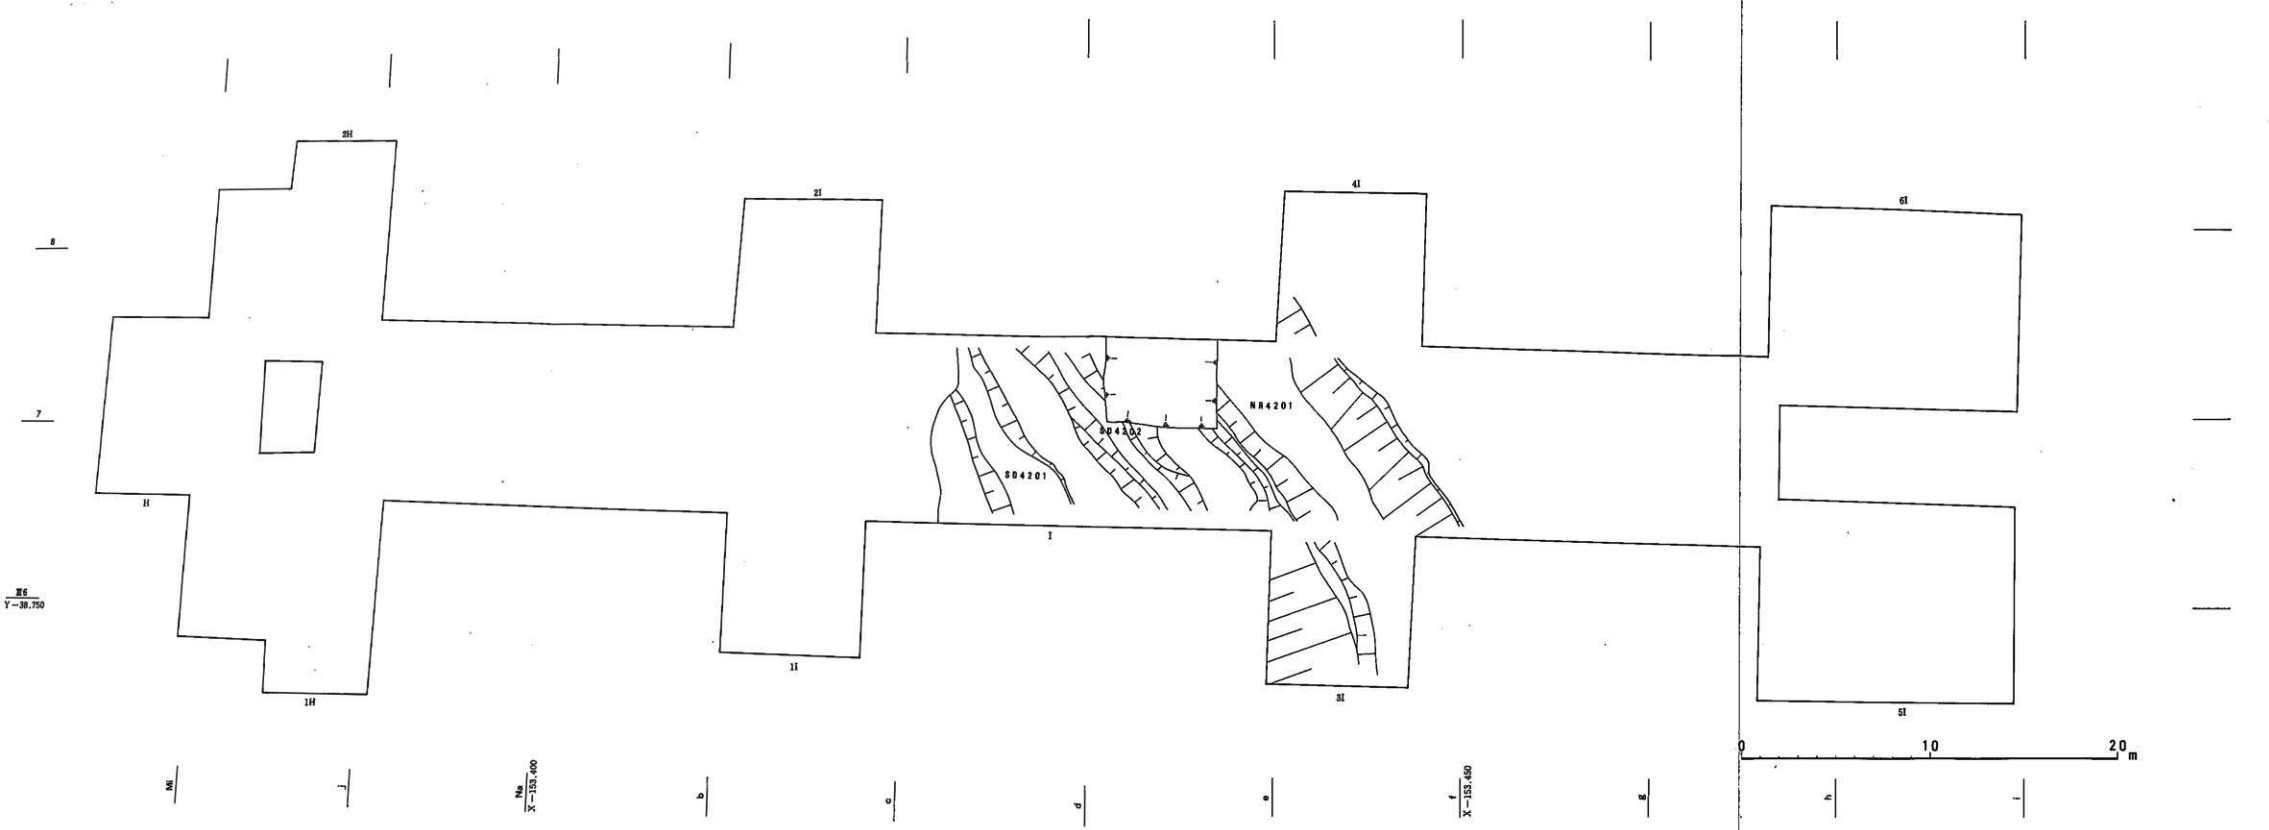 2H
2I
4I
6I
8
7
NR4201
SD4202
SD4201
H
I
Ⅲ6
Y-38.750
1I
3I
1H
5I
0 10 20 m
Mi
j
Na
X-153.400
b
c
d
e
f
X-153.450
g
h
i